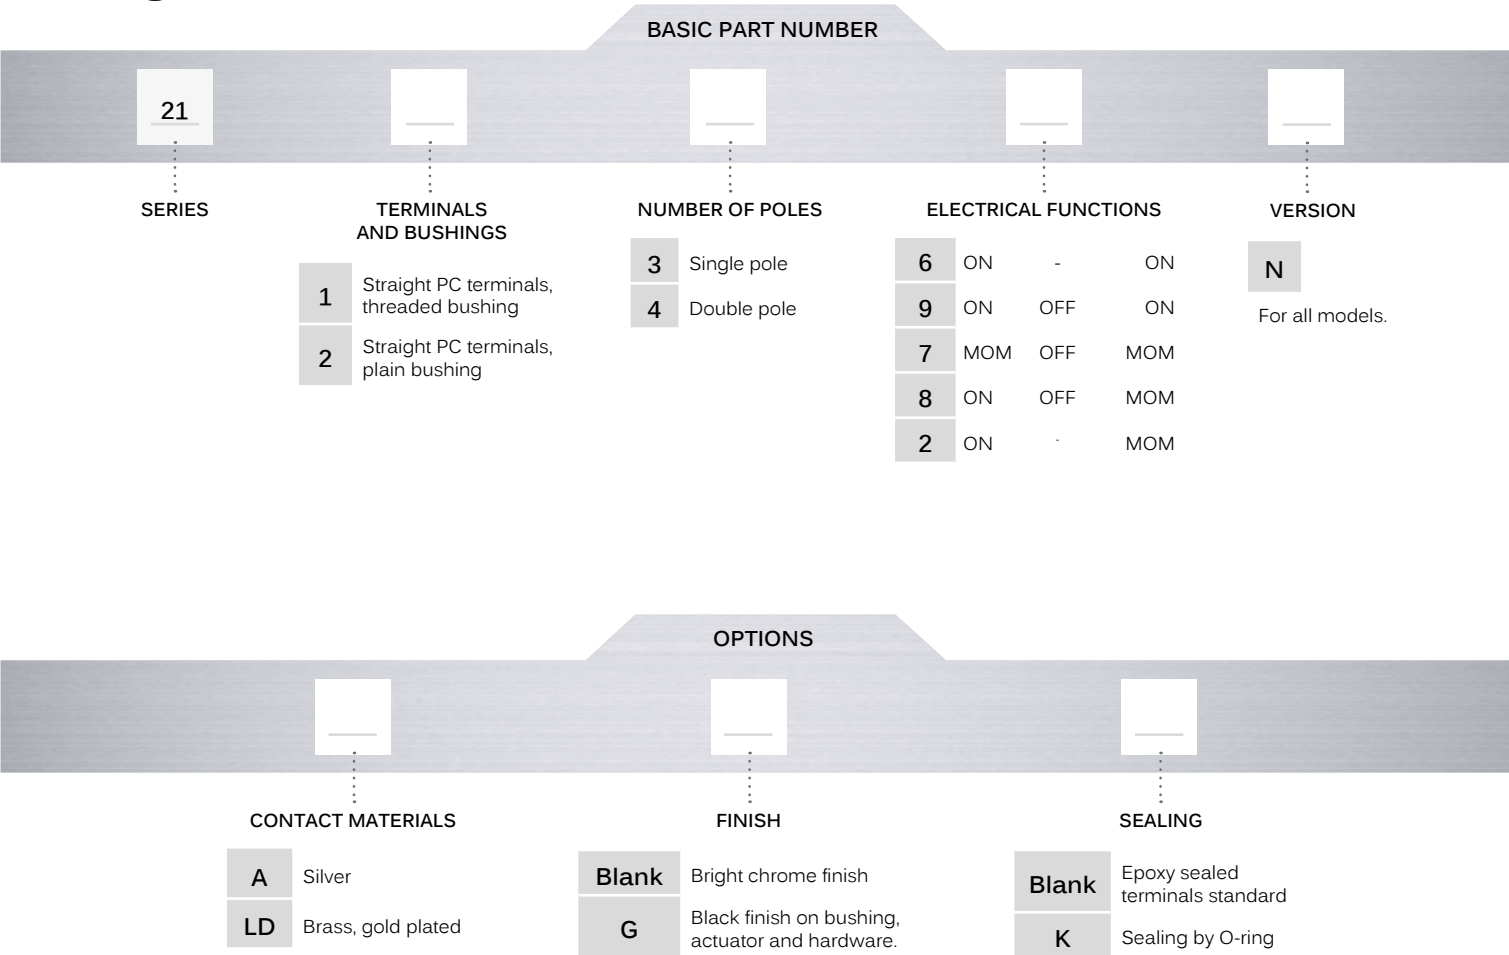 BASIC PART NUMBER
21
SERIES
TERMINALS
AND BUSHINGS
1 Straight PC terminals,
threaded bushing
2 Straight PC terminals,
plain bushing
NUMBER OF POLES
3 Single pole
4 Double pole
ELECTRICAL FUNCTIONS
6 ON - ON
9 ON OFF ON
7 MOM OFF MOM
8 ON OFF MOM
2 ON - MOM
VERSION
N
For all models.
OPTIONS
CONTACT MATERIALS
A Silver
LD Brass, gold plated
FINISH
Blank Bright chrome finish
G Black finish on bushing,
actuator and hardware.
SEALING
Blank Epoxy sealed
terminals standard
K Sealing by O-ring